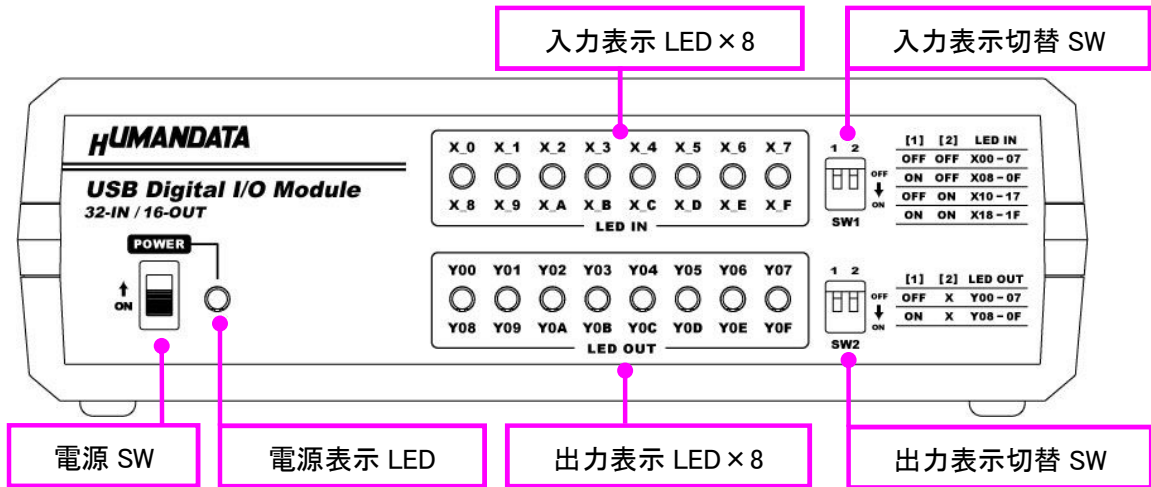 入力表示 LED×8
入力表示切替 SW
HUMANDATA
USB Digital I/O Module
32-IN / 16-OUT
POWER
ON
X_0 X_1 X_2 X_3 X_4 X_5 X_6 X_7
X_8 X_9 X_A X_B X_C X_D X_E X_F
LED IN
1 2
OFF
ON
SW1
[1] [2] LED IN
OFF OFF X00-07
ON OFF X08-0F
OFF ON X10-17
ON ON X18-1F
Y00 Y01 Y02 Y03 Y04 Y05 Y06 Y07
Y08 Y09 Y0A Y0B Y0C Y0D Y0E Y0F
LED OUT
1 2
OFF
ON
SW2
[1] [2] LED OUT
OFF X Y00-07
ON X Y08-0F
電源 SW
電源表示 LED
出力表示 LED×8
出力表示切替 SW